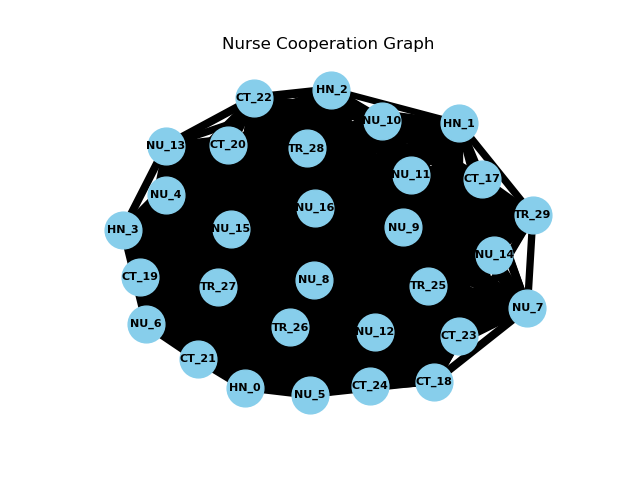 Nurse Cooperation Graph
HN_2
CT_22
NU_10
HN_1
NU_13
CT_20
TR_28
NU_11
CT_17
NU_4
NU_16
TR_29
HN_3
NU_15
NU_9
NU_14
CT_19
TR_27
NU_8
TR_25
NU_7
NU_6
TR_26
NU_12
CT_23
CT_21
HN_0
NU_5
CT_24
CT_18